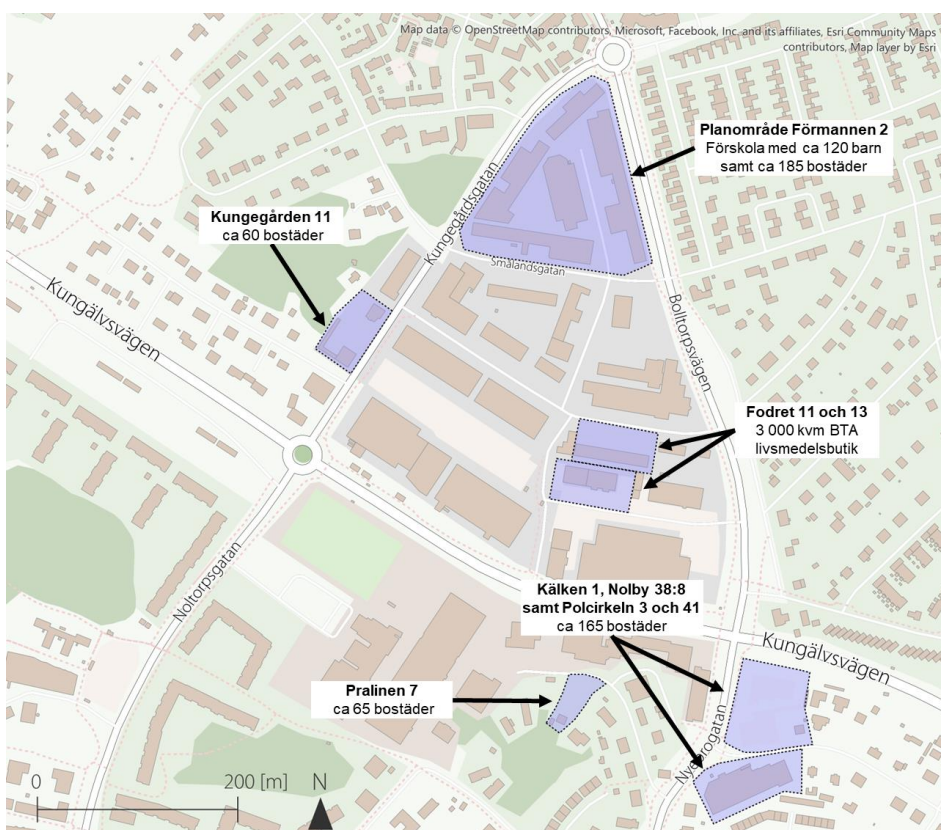 Map data © OpenStreetMap contributors, Microsoft, Facebook, Inc. and its affiliates, Esri Community Maps
contributors, Map layer by Esri
Planområde Förmannen 2
Förskola med ca 120 barn
samt ca 185 bostäder
Kungegårdsgatan
Kungegården 11
ca 60 bostäder
Smålandsgatan
Kungälvsvägen
Bolltorpsvägen
Fodret 11 och 13
3 000 kvm BTA
livsmedelsbutik
Noltorpsgatan
Kälken 1, Nolby 38:8
samt Polcirkeln 3 och 41
ca 165 bostäder
Kungälvsvägen
Pralinen 7
ca 65 bostäder
0 200 [m] N